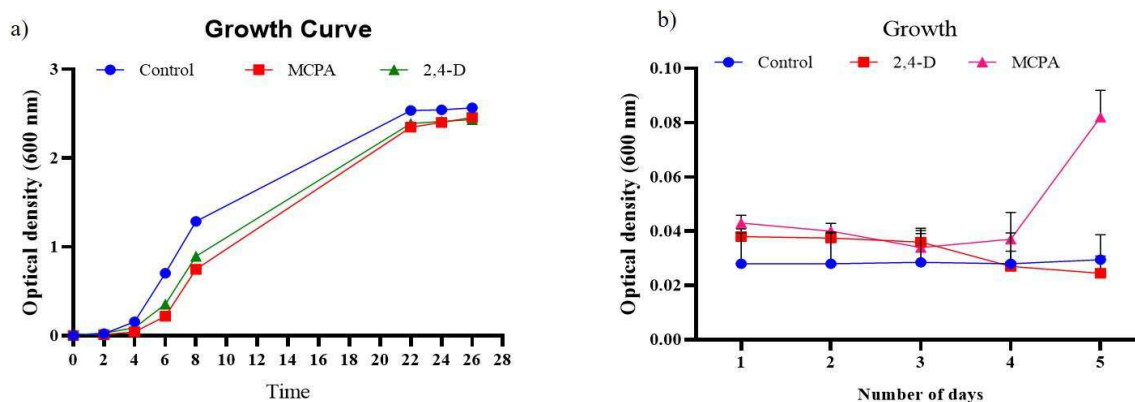 a)
Growth Curve
Control MCPA 2,4-D
Optical density (600 nm)
3
2
1
0
0 2 4 6 8 10 12 14 16 18 20 22 24 26 28
Time
b)
Growth
Control 2,4-D MCPA
Optical density (600 nm)
0.10
0.08
0.06
0.04
0.02
0.00
1 2 3 4 5
Number of days